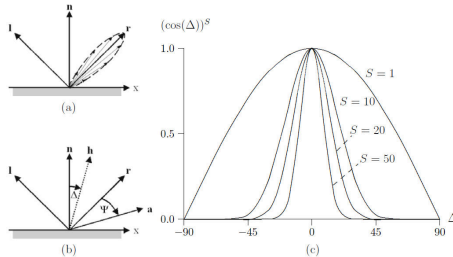 n
l
r
x
(a)
n
h
l
r
Δ
Ψ
a
x
(b)
(cos(Δ))^S
1.0
S = 1
S = 10
0.5
S = 20
S = 50
0.0
−90
−45
0
45
90
Δ
(c)